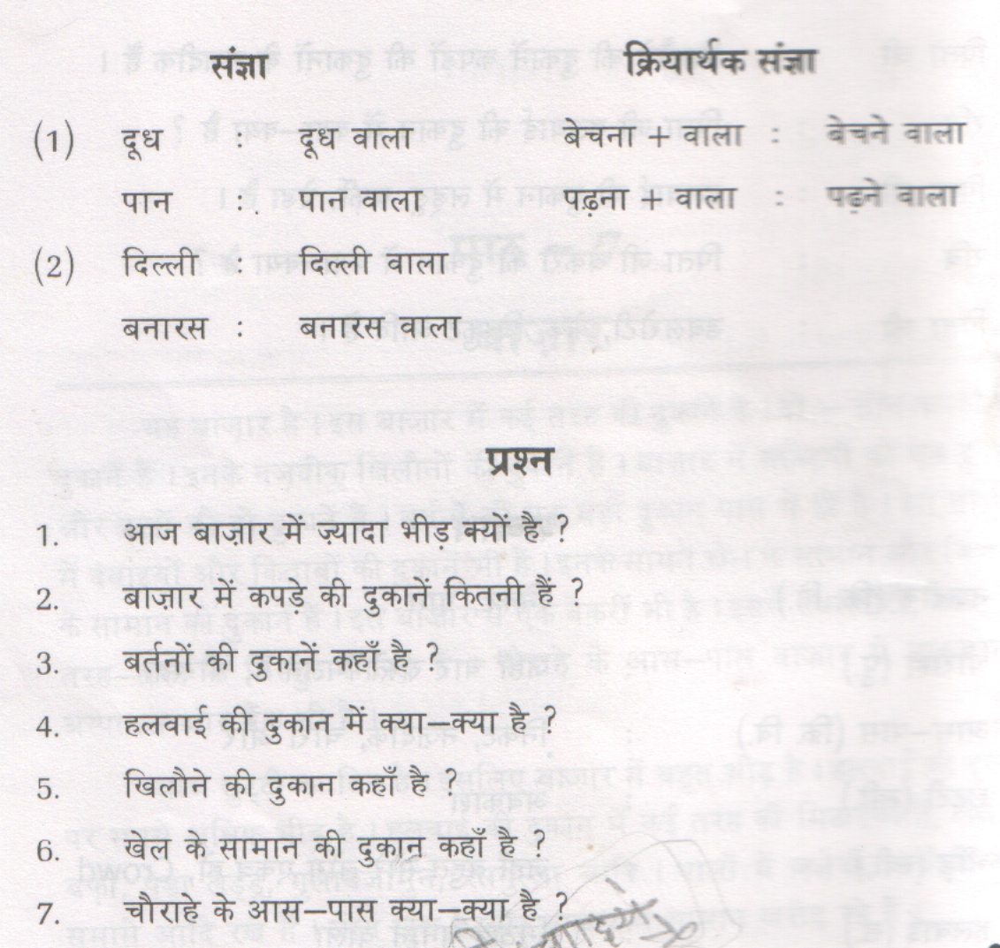 संज्ञा क्रियार्थक संज्ञा
(1) दूध : दूध वाला बेचना + वाला : बेचने वाला
पान : पान वाला पढ़ना + वाला : पढ़ने वाला
(2) दिल्ली : दिल्ली वाला
बनारस : बनारस वाला
प्रश्न
1. आज बाज़ार में ज़्यादा भीड़ क्यों है ?
2. बाज़ार में कपड़े की दुकानें कितनी हैं ?
3. बर्तनों की दुकानें कहाँ है ?
4. हलवाई की दुकान में क्या–क्या है ?
5. खिलौने की दुकान कहाँ है ?
6. खेल के सामान की दुकान कहाँ है ?
7. चौराहे के आस–पास क्या–क्या है ?